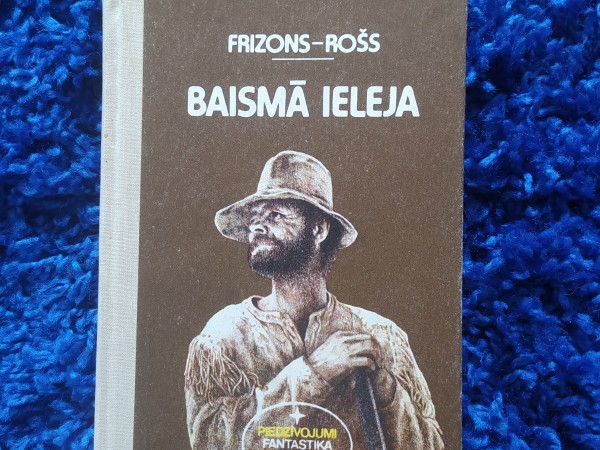 FRIZONS–ROŠS
BAISMĀ IELEJA
PIEDZĪVOJUMI
FANTASTIKA